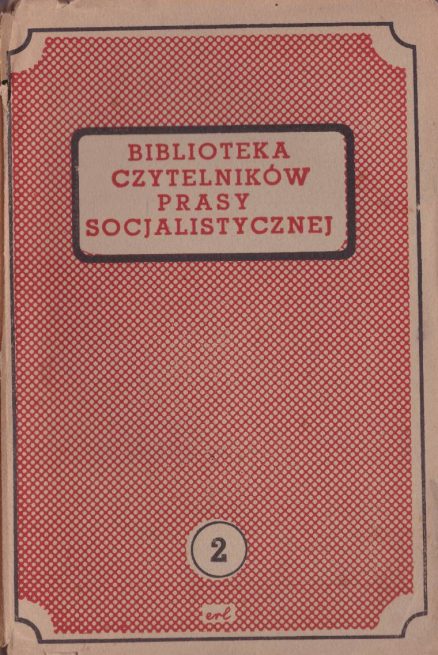 BIBLIOTEKA
CZYTELNIKÓW
PRASY
SOCJALISTYCZNEJ
2
erl